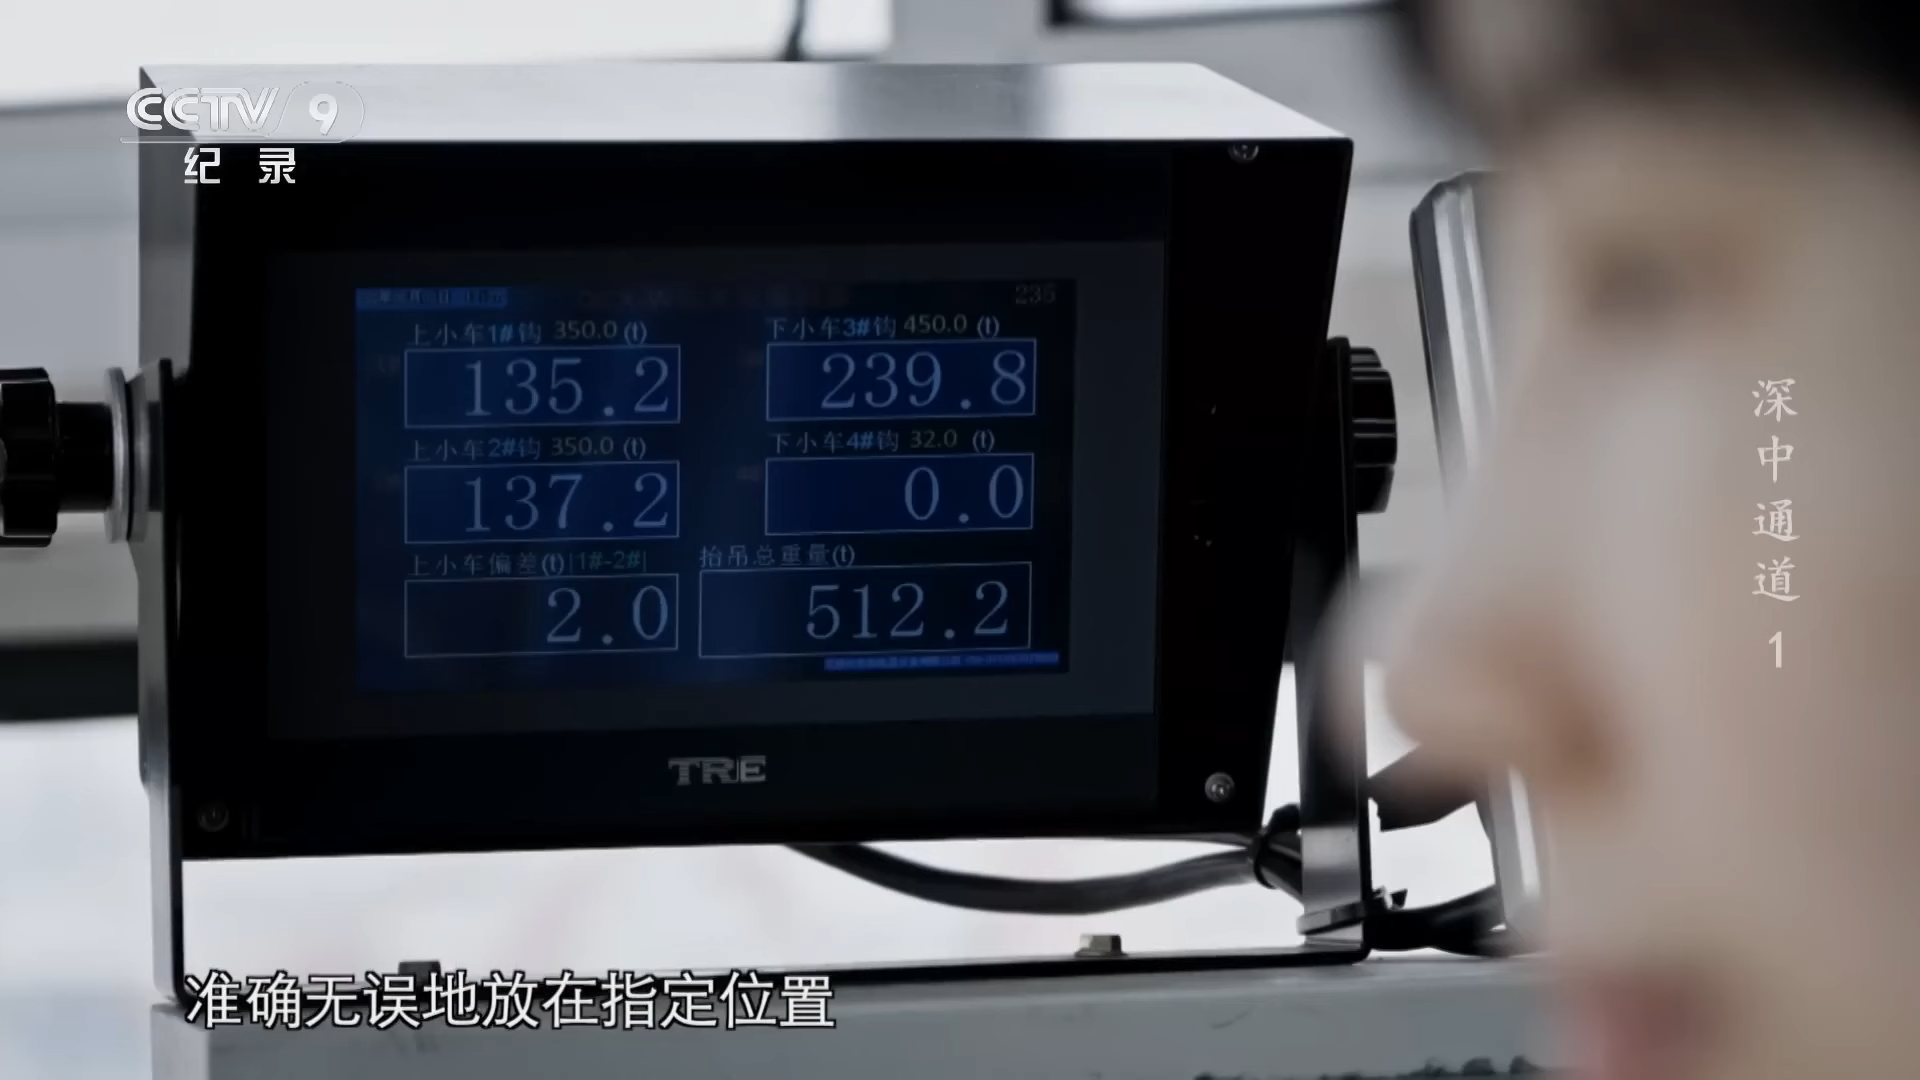 CCTV 9
纪录
235
上小车1#钩 350.0 (t)
下小车3#钩 450.0 (t)
135.2
239.8
上小车2#钩 350.0 (t)
下小车4#钩 32.0 (t)
137.2
0.0
上小车偏差(t)|1#-2#|
抬吊总重量(t)
2.0
512.2
TRE
深中通道 1
准确无误地放在指定位置